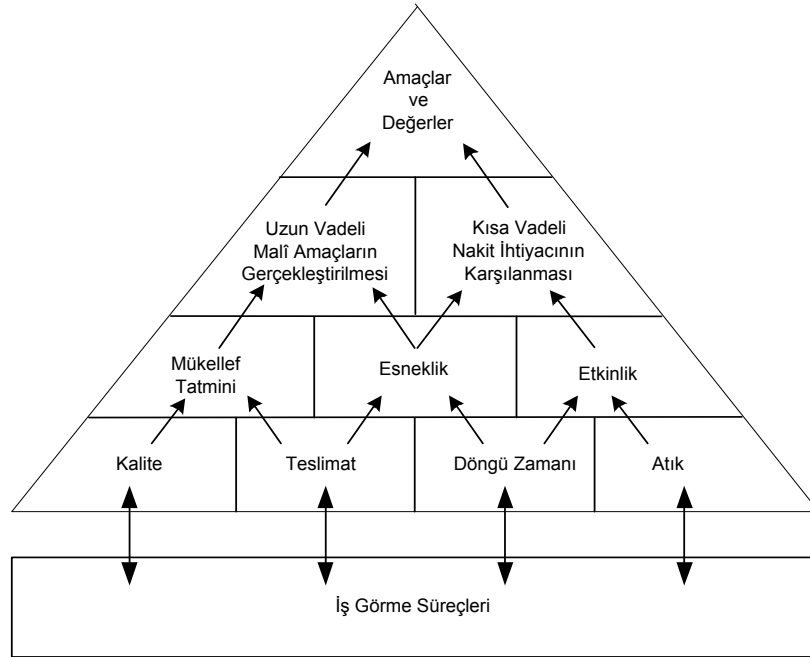 Amaçlar
ve
Değerler
Uzun Vadeli
Malî Amaçların
Gerçekleştirilmesi
Kısa Vadeli
Nakit İhtiyacının
Karşılanması
Mükellef
Tatmini
Esneklik
Etkinlik
Kalite
Teslimat
Döngü Zamanı
Atık
İş Görme Süreçleri